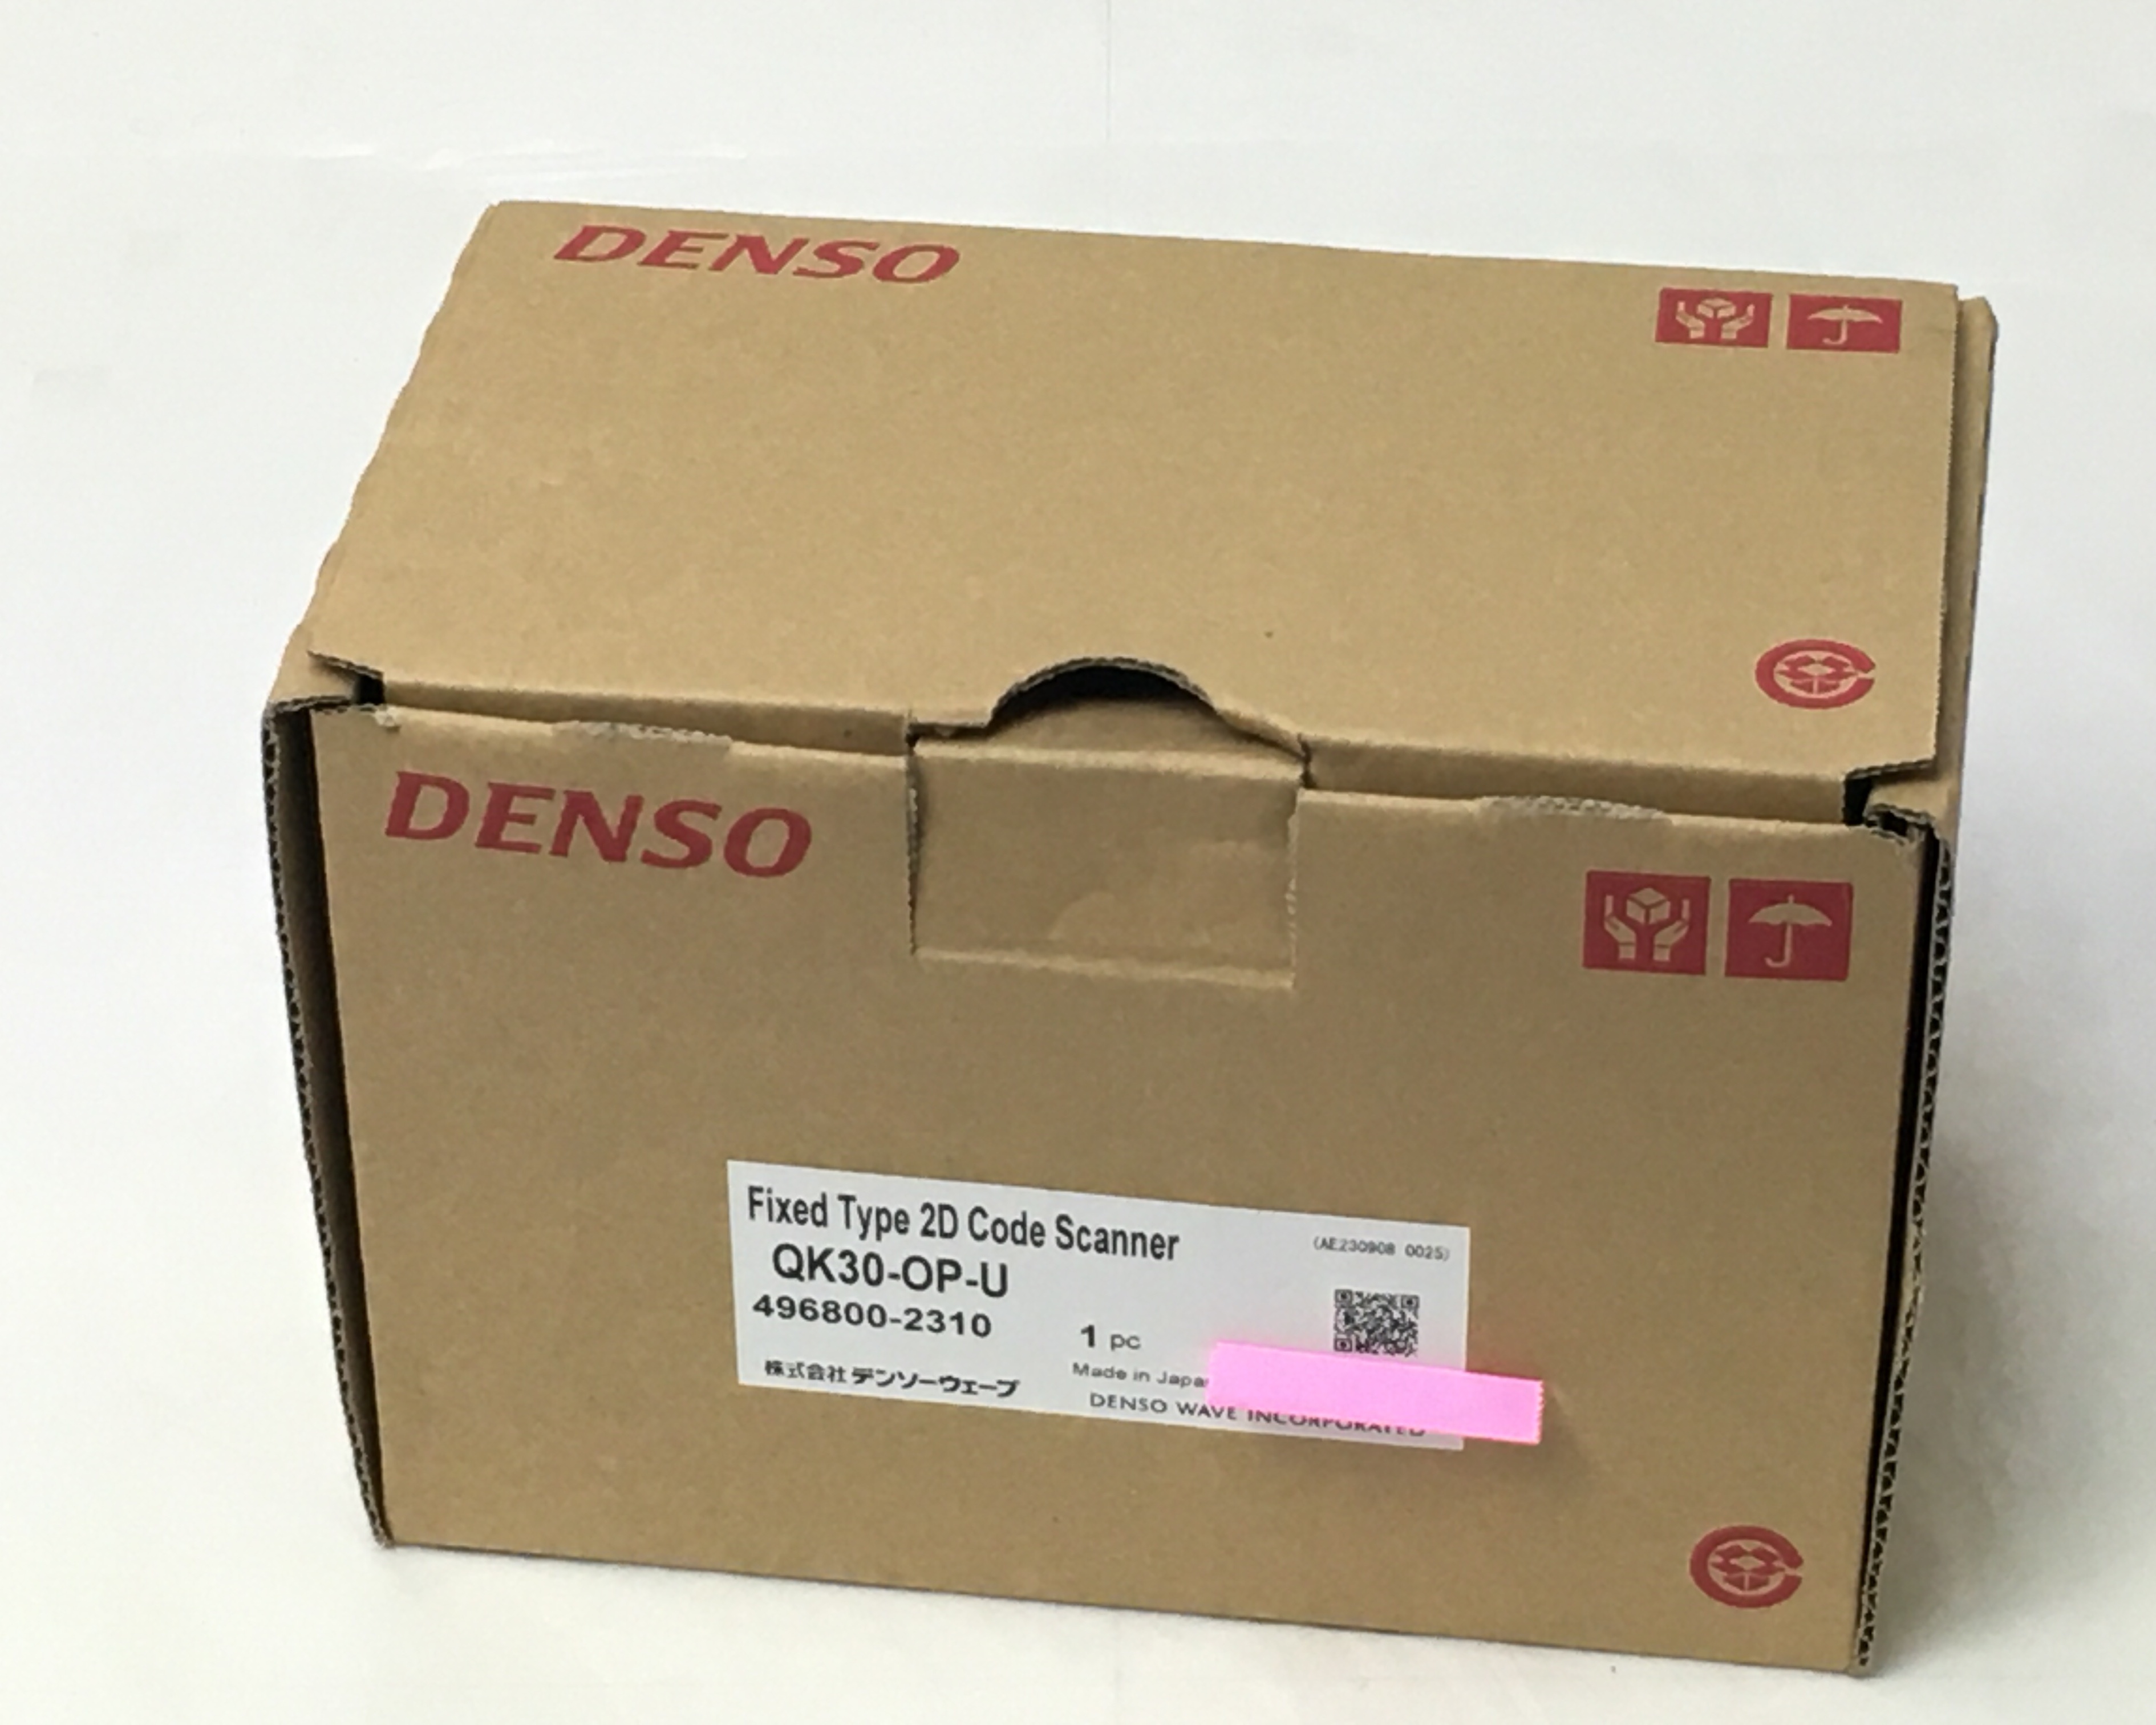 DENSO
DENSO
Fixed Type 2D Code Scanner
(AE230908 0025)
QK30-OP-U
496800-2310
1 pc
Made in Japa
株式会社 デンソーウェーブ
DENSO WAVE INCORPORATED